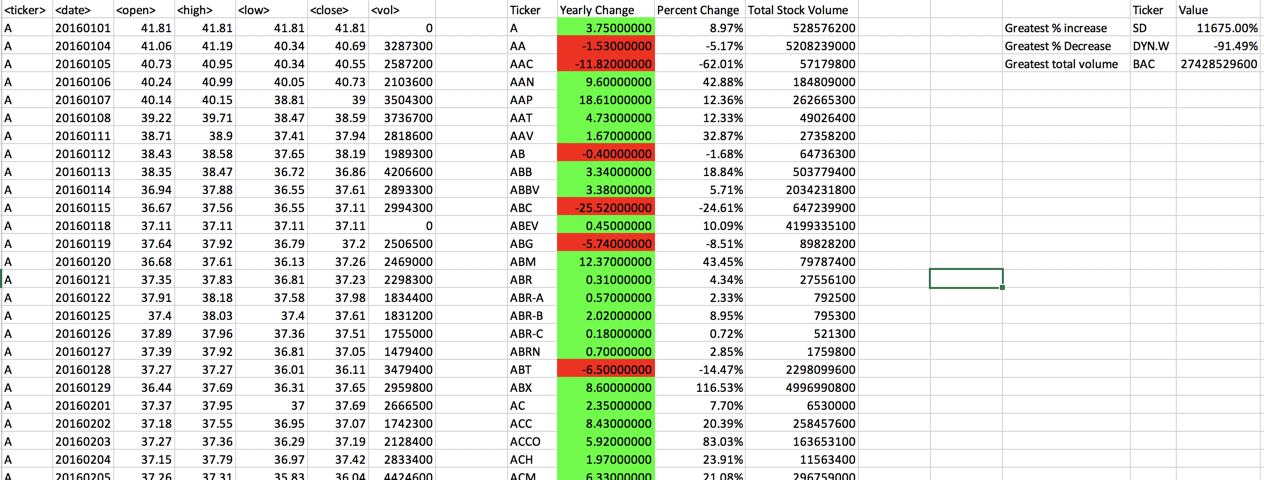 <ticker> <date> <open> <high> <low> <close> <vol> Ticker Yearly Change Percent Change Total Stock Volume Ticker Value
A 20160101 41.81 41.81 41.81 41.81 0 A 3.75000000 8.97% 528576200 Greatest % increase SD 11675.00%
A 20160104 41.06 41.19 40.34 40.69 3287300 AA -1.53000000 -5.17% 5208239000 Greatest % Decrease DYN.W -91.49%
A 20160105 40.73 40.95 40.34 40.55 2587200 AAC -11.82000000 -62.01% 57179800 Greatest total volume BAC 27428529600
A 20160106 40.24 40.99 40.05 40.73 2103600 AAN 9.60000000 42.88% 184809000
A 20160107 40.14 40.15 38.81 39 3504300 AAP 18.61000000 12.36% 262665300
A 20160108 39.22 39.71 38.47 38.59 3736700 AAT 4.73000000 12.33% 49026400
A 20160111 38.71 38.9 37.41 37.94 2818600 AAV 1.67000000 32.87% 27358200
A 20160112 38.43 38.58 37.65 38.19 1989300 AB -0.40000000 -1.68% 64736300
A 20160113 38.35 38.47 36.72 36.86 4206600 ABB 3.34000000 18.84% 503779400
A 20160114 36.94 37.88 36.55 37.61 2893300 ABBV 3.38000000 5.71% 2034231800
A 20160115 36.67 37.56 36.55 37.11 2994300 ABC -25.52000000 -24.61% 647239900
A 20160118 37.11 37.11 37.11 37.11 0 ABEV 0.45000000 10.09% 4199335100
A 20160119 37.64 37.92 36.79 37.2 2506500 ABG -5.74000000 -8.51% 89828200
A 20160120 36.68 37.61 36.13 37.26 2469000 ABM 12.37000000 43.45% 79787400
A 20160121 37.35 37.83 36.81 37.23 2298300 ABR 0.31000000 4.34% 27556100
A 20160122 37.91 38.18 37.58 37.98 1834400 ABR-A 0.57000000 2.33% 792500
A 20160125 37.4 38.03 37.4 37.61 1831200 ABR-B 2.02000000 8.95% 795300
A 20160126 37.89 37.96 37.36 37.51 1755000 ABR-C 0.18000000 0.72% 521300
A 20160127 37.39 37.92 36.81 37.05 1479400 ABRN 0.70000000 2.85% 1759800
A 20160128 37.27 37.27 36.01 36.11 3479400 ABT -6.50000000 -14.47% 2298099600
A 20160129 36.44 37.69 36.31 37.65 2959800 ABX 8.60000000 116.53% 4996990800
A 20160201 37.37 37.95 37 37.69 2666500 AC 2.35000000 7.70% 6530000
A 20160202 37.18 37.55 36.95 37.07 1742300 ACC 8.43000000 20.39% 258457600
A 20160203 37.27 37.36 36.29 37.19 2128400 ACCO 5.92000000 83.03% 163653100
A 20160204 37.15 37.79 36.97 37.42 2833400 ACH 1.97000000 23.91% 11563400
A 20160205 37.26 37.31 35.83 36.04 4424600 ACM 6.33000000 21.08% 296759000